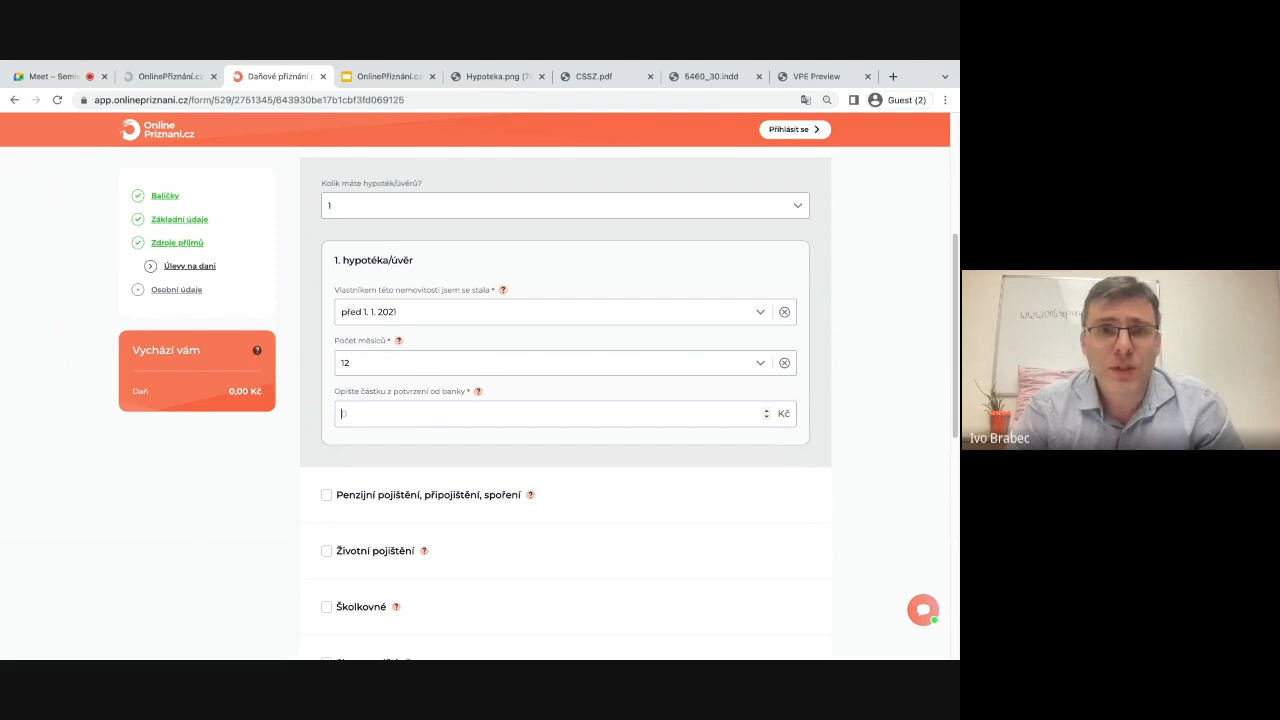 Meet – Semin
OnlinePřiznání.cz
Daňové přiznání p
OnlinePřiznání.cz
Hypoteka.png (7
CSSZ.pdf
5460_30.indd
VPE Preview
app.onlinepriznani.cz/form/529/2751345/643930be17b1cbf3fd069125
Guest (2)
Online
Priznani.cz
Přihlásit se
Balíčky
Základní údaje
Zdroje příjmů
Úlevy na dani
Osobní údaje
Vychází vám ?
Daň 0,00 Kč
Kolik máte hypoték/úvěrů?
1
1. hypotéka/úvěr
Vlastníkem této nemovitosti jsem se stala * ?
před 1. 1. 2021
Počet měsíců * ?
12
Opište částku z potvrzení od banky * ?
0 Kč
Penzijní pojištění, připojištění, spoření ?
Životní pojištění ?
Školkovné ?
Ivo Brabec